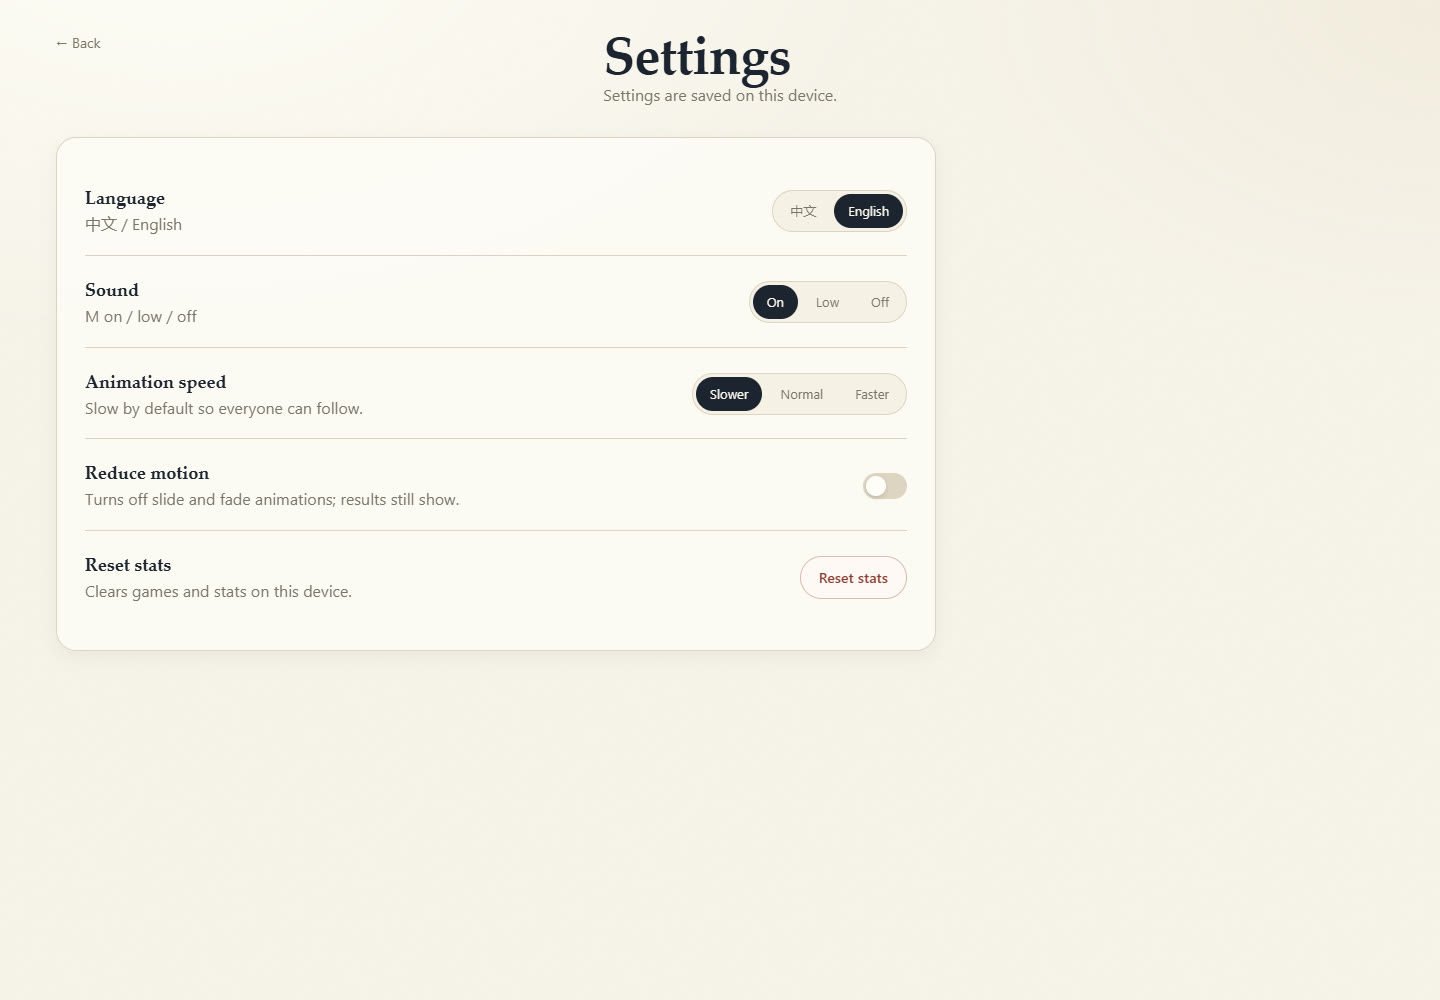 ← Back
Settings
Settings are saved on this device.
Language
中文 / English
中文 English
Sound
M on / low / off
On Low Off
Animation speed
Slow by default so everyone can follow.
Slower Normal Faster
Reduce motion
Turns off slide and fade animations; results still show.
Reset stats
Clears games and stats on this device.
Reset stats